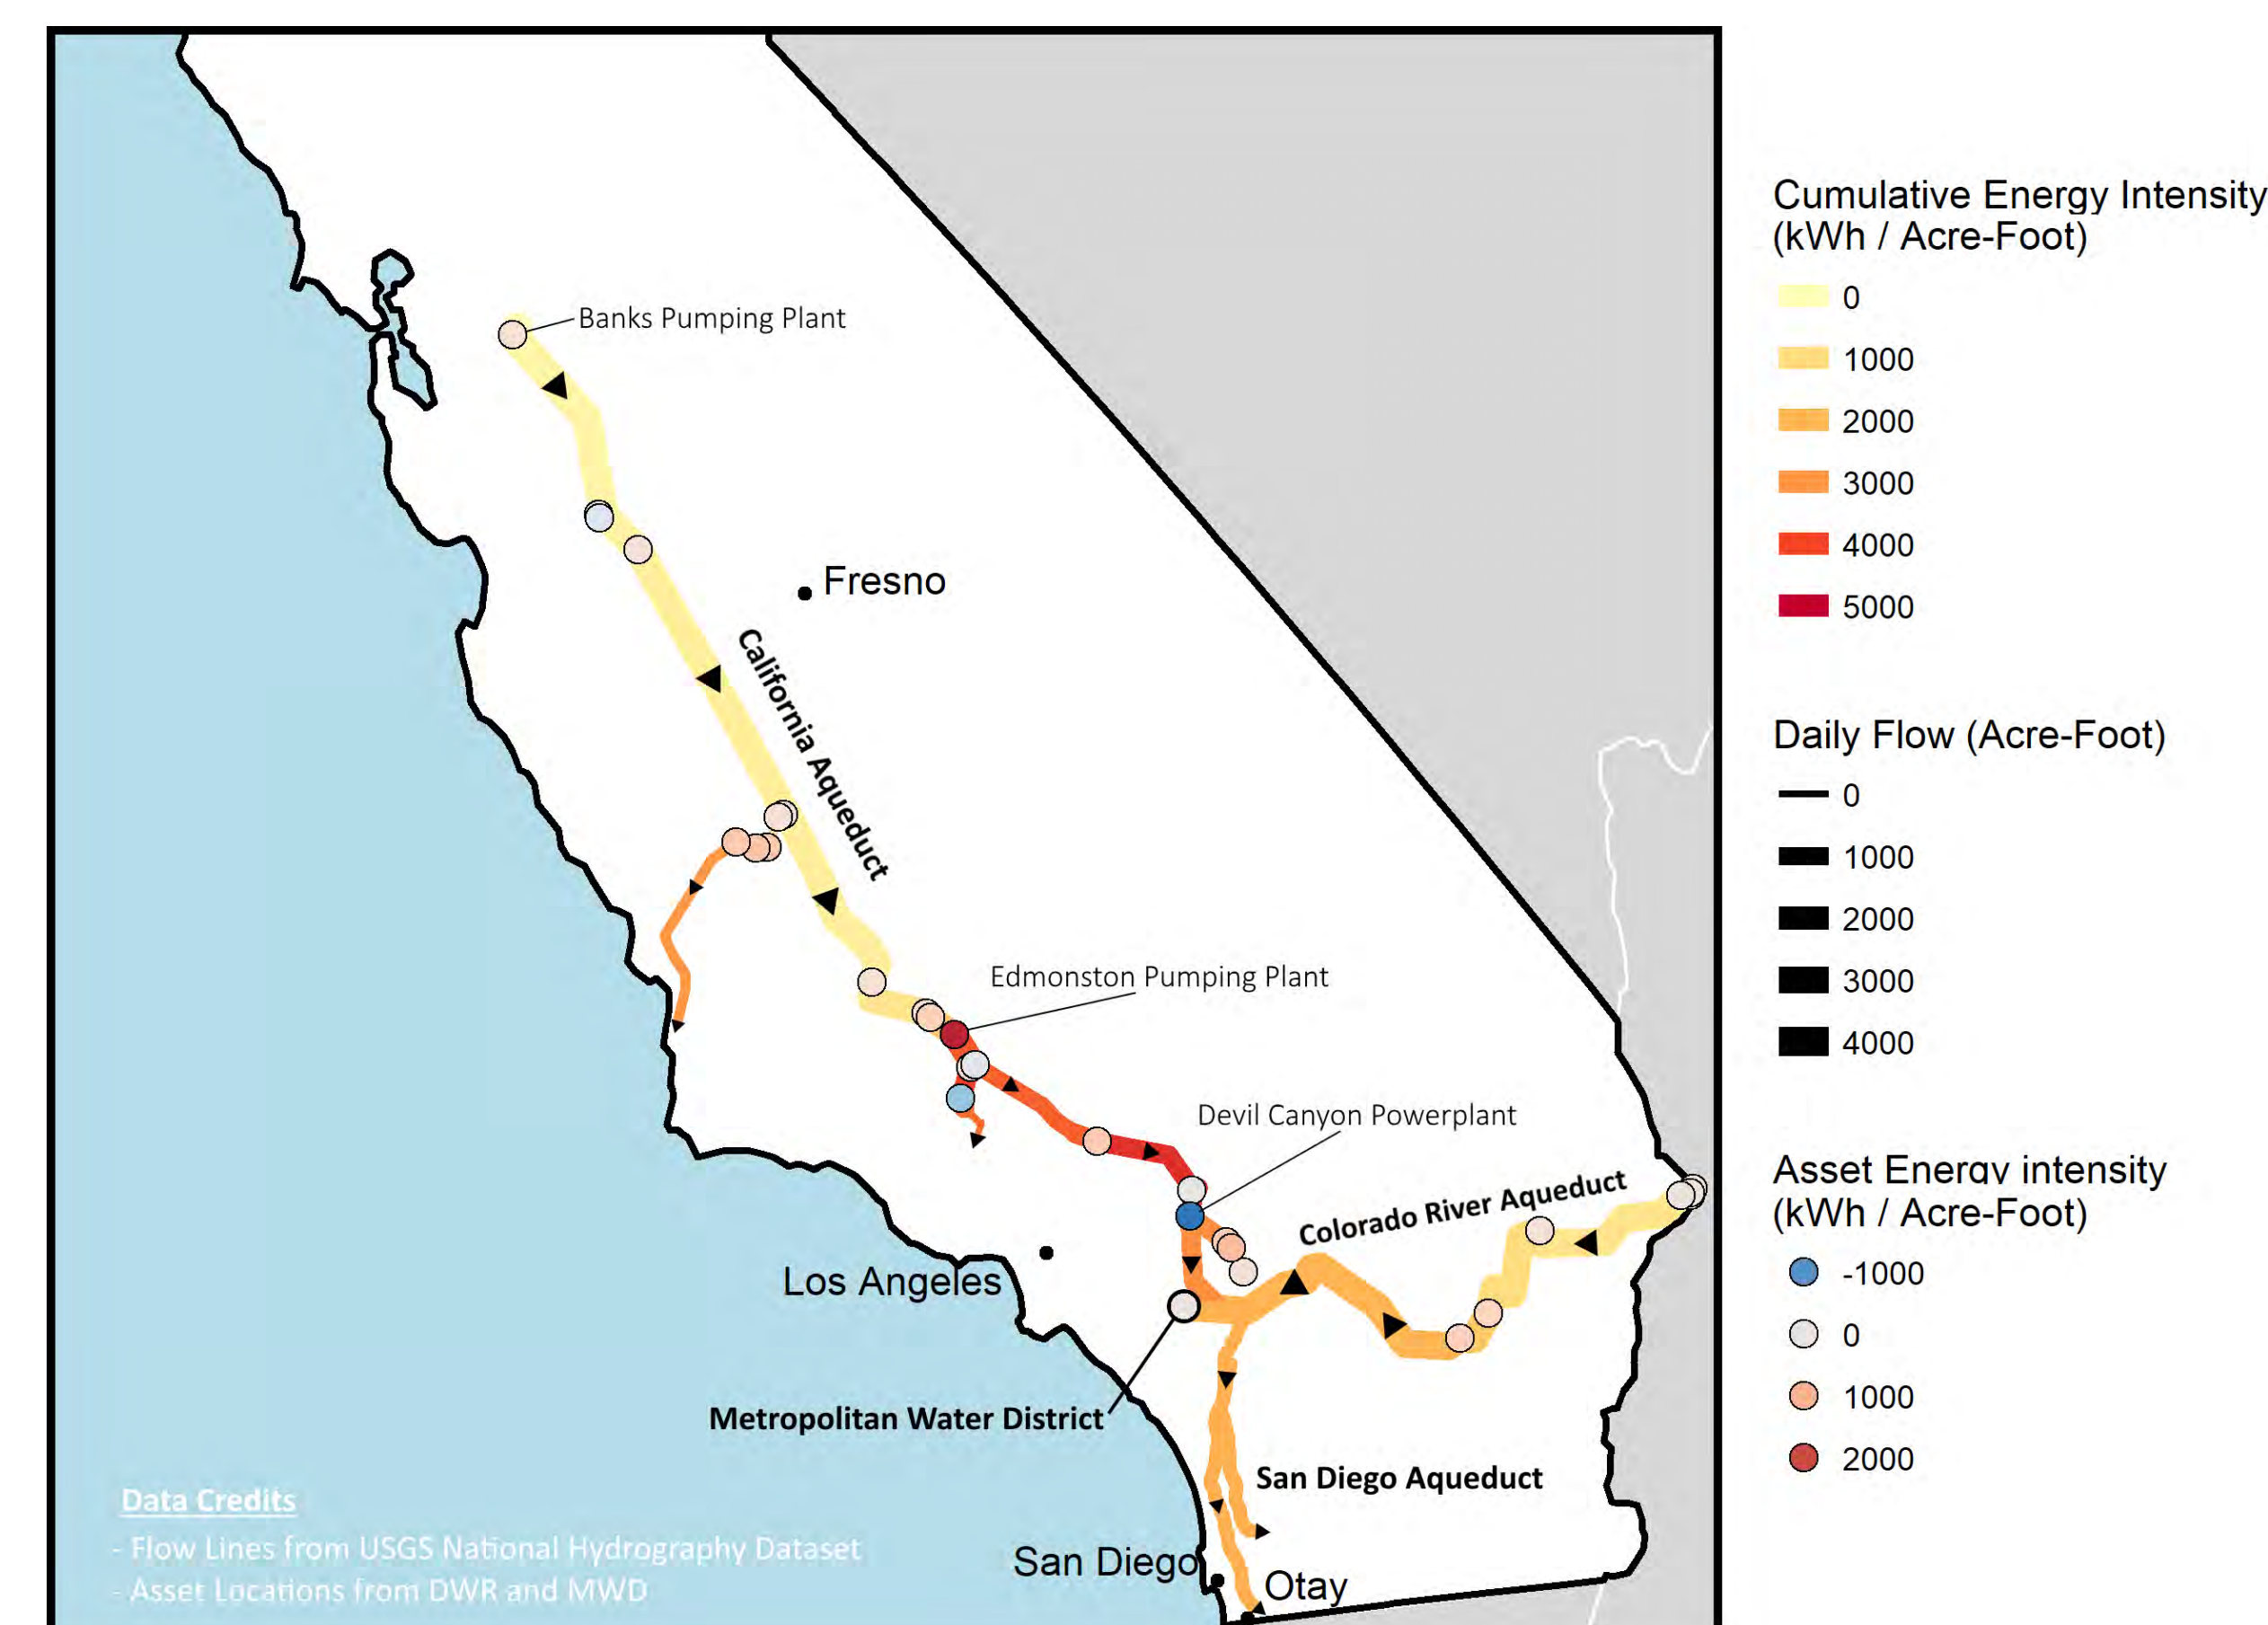 Banks Pumping Plant
Fresno
California Aqueduct
Edmonston Pumping Plant
Devil Canyon Powerplant
Colorado River Aqueduct
Los Angeles
Metropolitan Water District
San Diego Aqueduct
San Diego
Otay
Data Credits
- Flow Lines from USGS National Hydrography Dataset
- Asset Locations from DWR and MWD
Cumulative Energy Intensity
(kWh / Acre-Foot)
0
1000
2000
3000
4000
5000
Daily Flow (Acre-Foot)
0
1000
2000
3000
4000
Asset Energy intensity
(kWh / Acre-Foot)
-1000
0
1000
2000